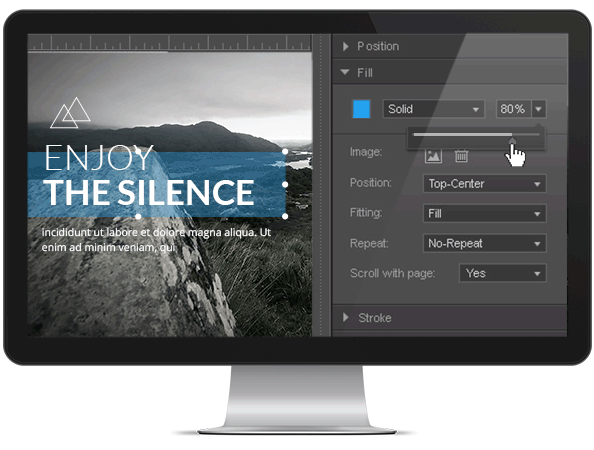 ENJOY
THE SILENCE
Incididunt ut labore et dolore magna aliqua. Ut
enim ad minim veniam, qui
Position
Fill
Solid 80%
Image:
Position: Top-Center
Fitting: Fill
Repeat: No-Repeat
Scroll with page: Yes
Stroke